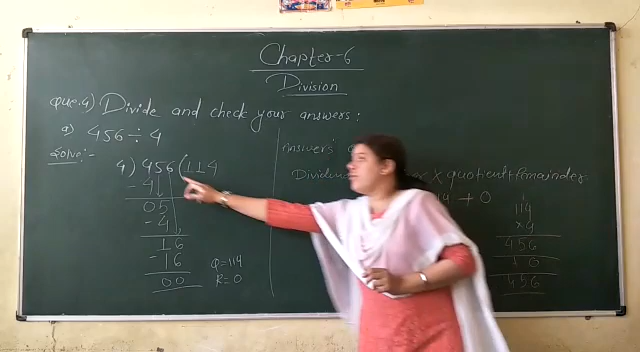 Chapter-6
Division
Que.4) Divide and check your answers:
a) 456 ÷ 4
Solve:-
4) 456 (114
- 4
05
- 4
16
- 16
00
Q=114
R=0
Answers
Dividend x quotient + remainder
+ 0
114
x4
456
+ 0
456